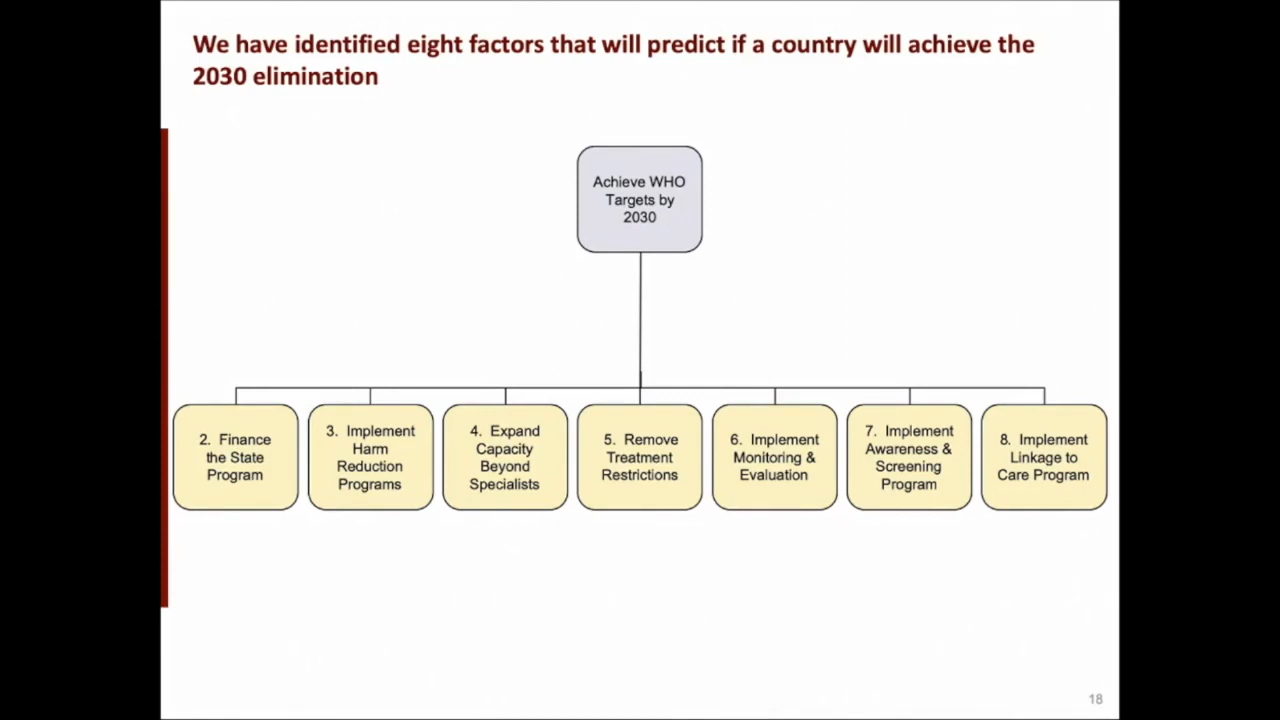 We have identified eight factors that will predict if a country will achieve the
2030 elimination
Achieve WHO
Targets by
2030
2. Finance
the State
Program
3. Implement
Harm
Reduction
Programs
4. Expand
Capacity
Beyond
Specialists
5. Remove
Treatment
Restrictions
6. Implement
Monitoring &
Evaluation
7. Implement
Awareness &
Screening
Program
8. Implement
Linkage to
Care Program
18